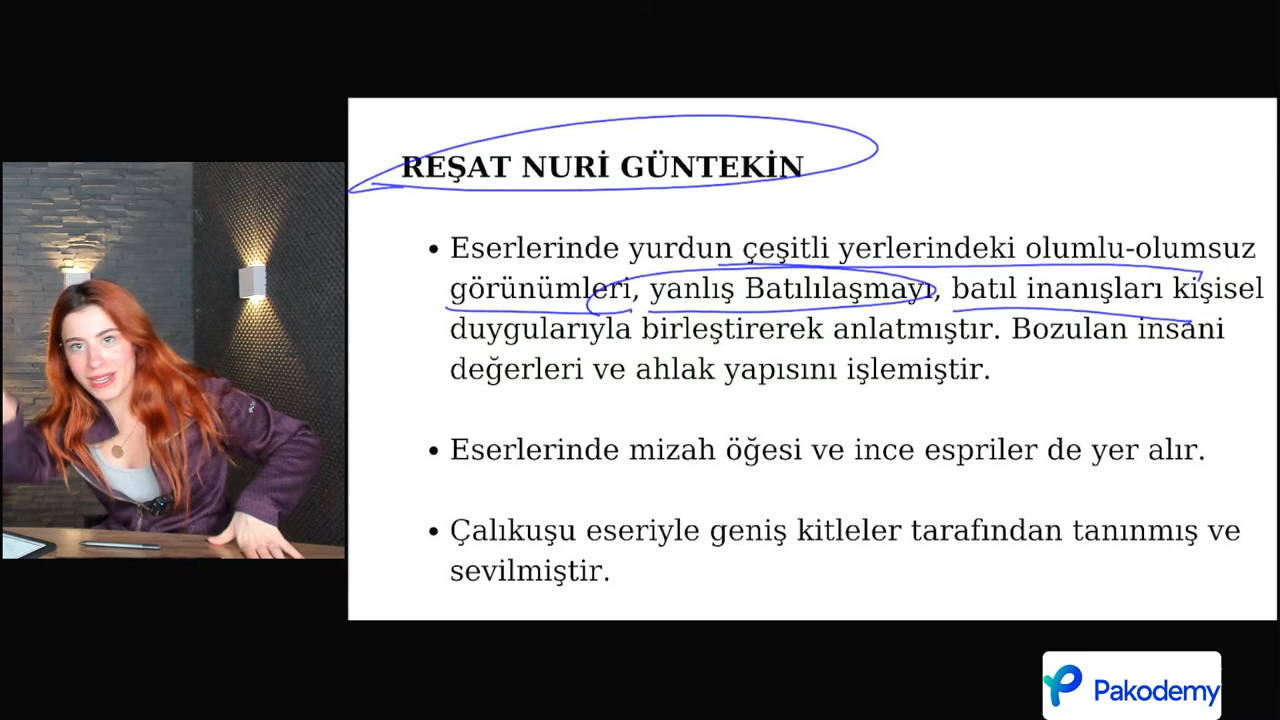 REŞAT NURİ GÜNTEKİN
• Eserlerinde yurdun çeşitli yerlerindeki olumlu-olumsuz
görünümleri, yanlış Batılılaşmayı, batıl inanışları kişisel
duygularıyla birleştirerek anlatmıştır. Bozulan insani
değerleri ve ahlak yapısını işlemiştir.
• Eserlerinde mizah öğesi ve ince espriler de yer alır.
• Çalıkuşu eseriyle geniş kitleler tarafından tanınmış ve
sevilmiştir.
Pakodemy